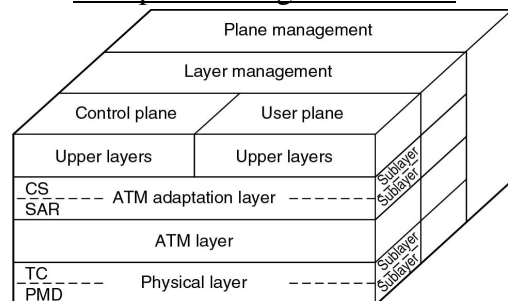 Plane management
Layer management
Control plane User plane
Upper layers Upper layers
Sublayer
Sublayer
CS
ATM adaptation layer
SAR
ATM layer
Sublayer
Sublayer
TC
Physical layer
PMD